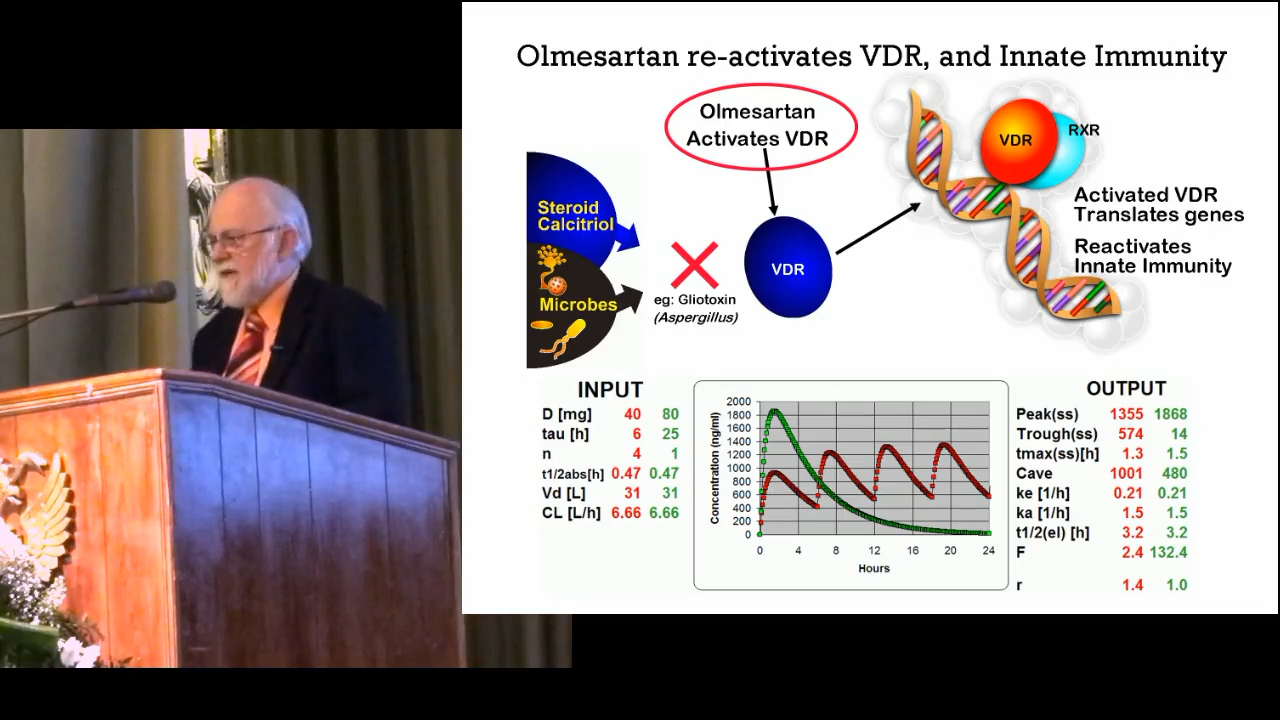 Olmesartan re-activates VDR, and Innate Immunity
Olmesartan
Activates VDR
VDR
RXR
Steroid
Calcitriol
Activated VDR
Translates genes
Reactivates
Innate Immunity
VDR
Microbes
eg: Gliotoxin
(Aspergillus)
INPUT
D [mg] 40 80
tau [h] 6 25
n 4 1
t1/2abs[h] 0.47 0.47
Vd [L] 31 31
CL [L/h] 6.66 6.66
Concentration (ng/ml)
2000
1800
1600
1400
1200
1000
800
600
400
200
0
0 4 8 12 16 20 24
Hours
OUTPUT
Peak(ss) 1355 1868
Trough(ss) 574 14
tmax(ss)[h] 1.3 1.5
Cave 1001 480
ke [1/h] 0.21 0.21
ka [1/h] 1.5 1.5
t1/2(el) [h] 3.2 3.2
F 2.4 132.4
r 1.4 1.0